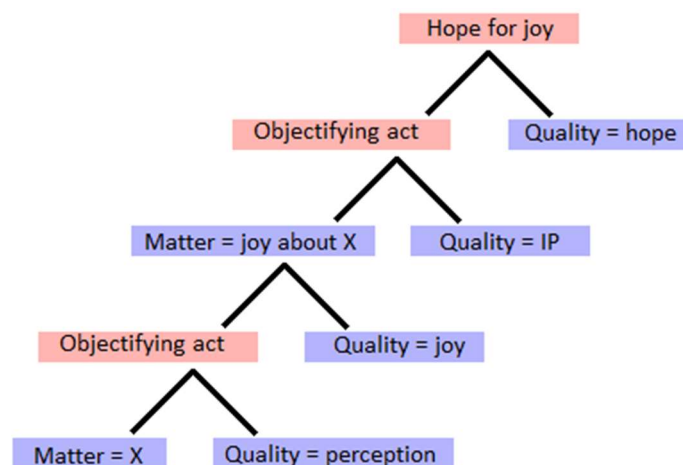 Hope for joy
Objectifying act
Quality = hope
Matter = joy about X
Quality = IP
Objectifying act
Quality = joy
Matter = X
Quality = perception